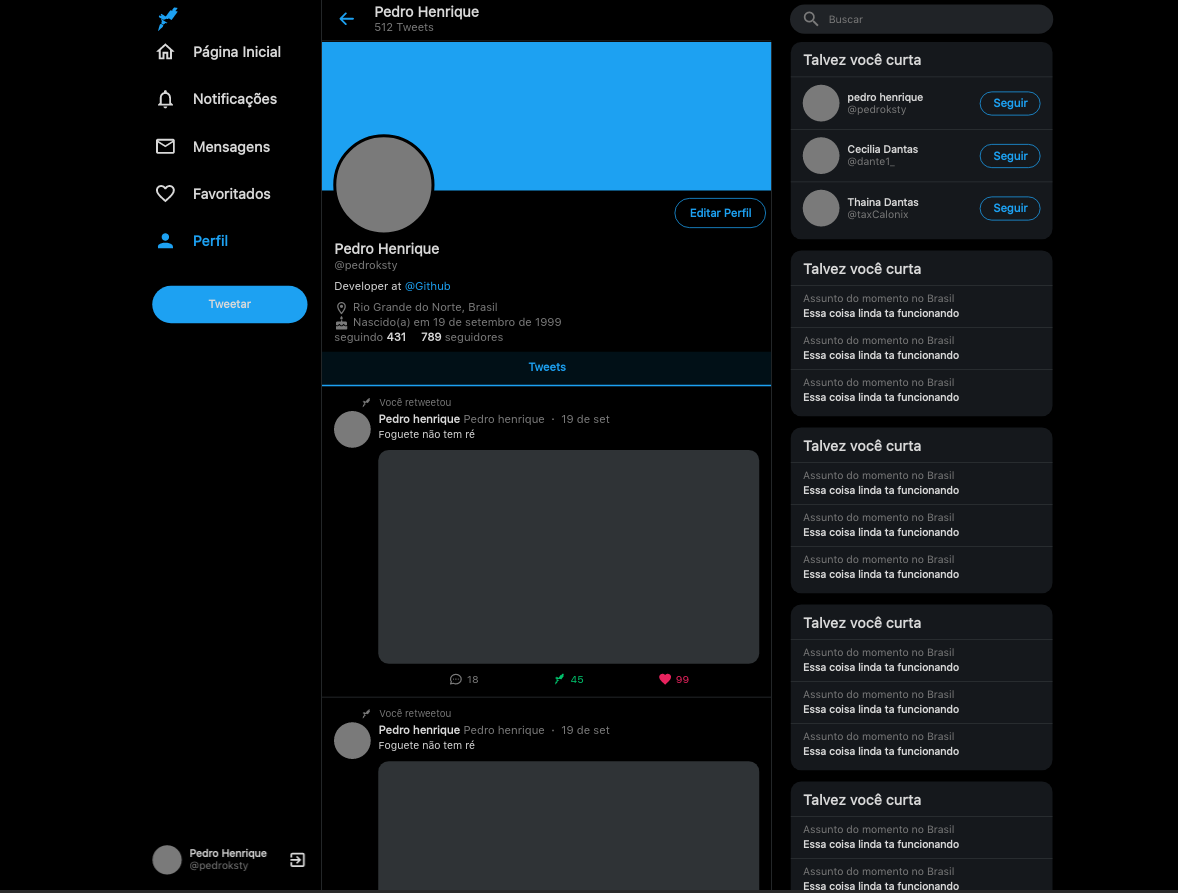 Página Inicial
Notificações
Mensagens
Favoritados
Perfil
Tweetar
Pedro Henrique
@pedroksty
Pedro Henrique
512 Tweets
Editar Perfil
Pedro Henrique
@pedroksty
Developer at @Github
Rio Grande do Norte, Brasil
Nascido(a) em 19 de setembro de 1999
seguindo 431 789 seguidores
Tweets
Você retweetou
Pedro henrique Pedro henrique · 19 de set
Foguete não tem ré
18 45 99
Você retweetou
Pedro henrique Pedro henrique · 19 de set
Foguete não tem ré
Buscar
Talvez você curta
pedro henrique
@pedroksty
Seguir
Cecilia Dantas
@dante1_
Seguir
Thaina Dantas
@taxCalonix
Seguir
Talvez você curta
Assunto do momento no Brasil
Essa coisa linda ta funcionando
Assunto do momento no Brasil
Essa coisa linda ta funcionando
Assunto do momento no Brasil
Essa coisa linda ta funcionando
Talvez você curta
Assunto do momento no Brasil
Essa coisa linda ta funcionando
Assunto do momento no Brasil
Essa coisa linda ta funcionando
Assunto do momento no Brasil
Essa coisa linda ta funcionando
Talvez você curta
Assunto do momento no Brasil
Essa coisa linda ta funcionando
Assunto do momento no Brasil
Essa coisa linda ta funcionando
Assunto do momento no Brasil
Essa coisa linda ta funcionando
Talvez você curta
Assunto do momento no Brasil
Essa coisa linda ta funcionando
Assunto do momento no Brasil
Essa coisa linda ta funcionando